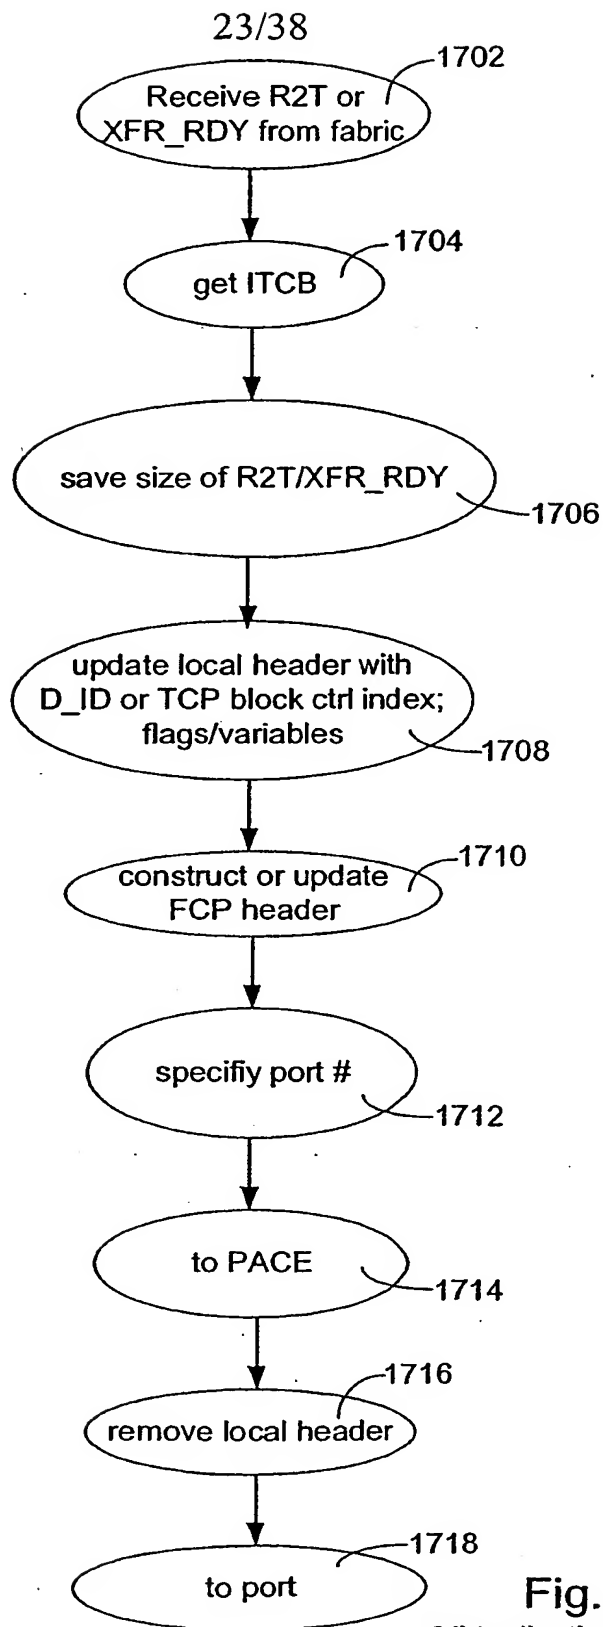 23/38
1702
Receive R2T or
XFR_RDY from fabric
1704
get ITCB
save size of R2T/XFR_RDY
1706
update local header with
D_ID or TCP block ctrl index;
flags/variables
1708
1710
construct or update
FCP header
specifiy port #
1712
to PACE
1714
1716
remove local header
1718
to port
Fig.